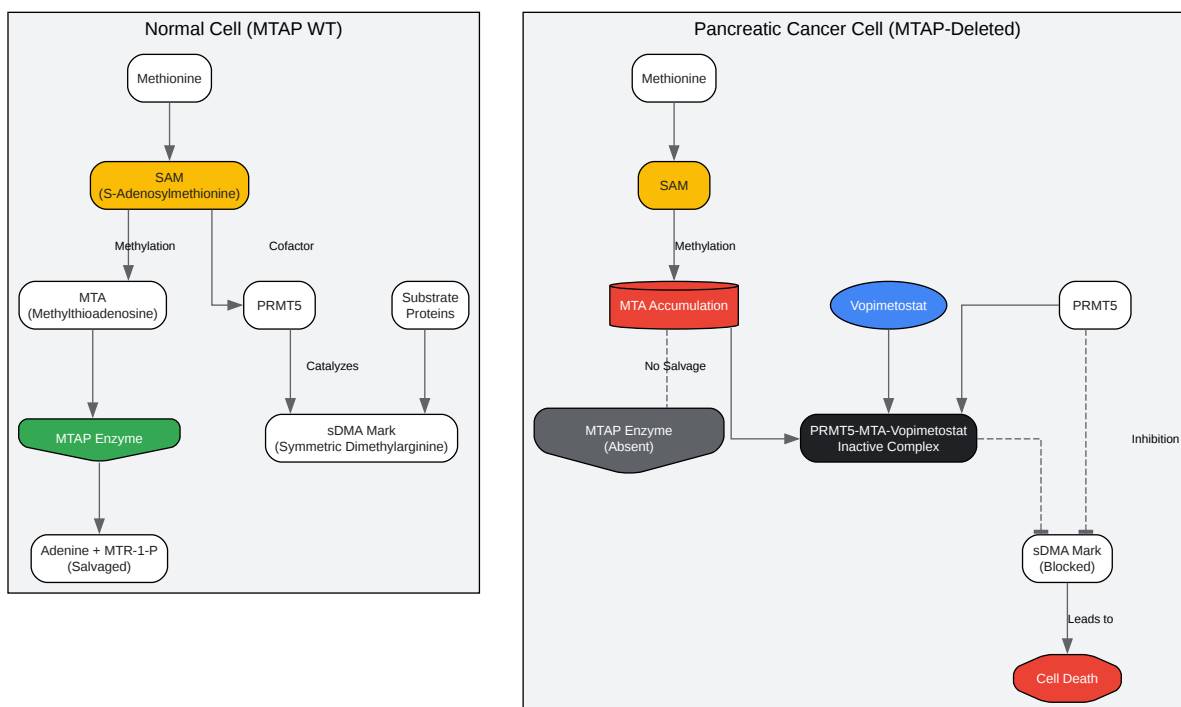 Normal Cell (MTAP WT)
Methionine
SAM
(S-Adenosylmethionine)
Methylation
Cofactor
MTA
(Methylthioadenosine)
PRMT5
Substrate
Proteins
Catalyzes
MTAP Enzyme
sDMA Mark
(Symmetric Dimethylarginine)
Adenine + MTR-1-P
(Salvaged)
Pancreatic Cancer Cell (MTAP-Deleted)
Methionine
SAM
Methylation
MTA Accumulation
Vopimetostat
PRMT5
No Salvage
MTAP Enzyme
(Absent)
PRMT5-MTA-Vopimetostat
Inactive Complex
Inhibition
sDMA Mark
(Blocked)
Leads to
Cell Death